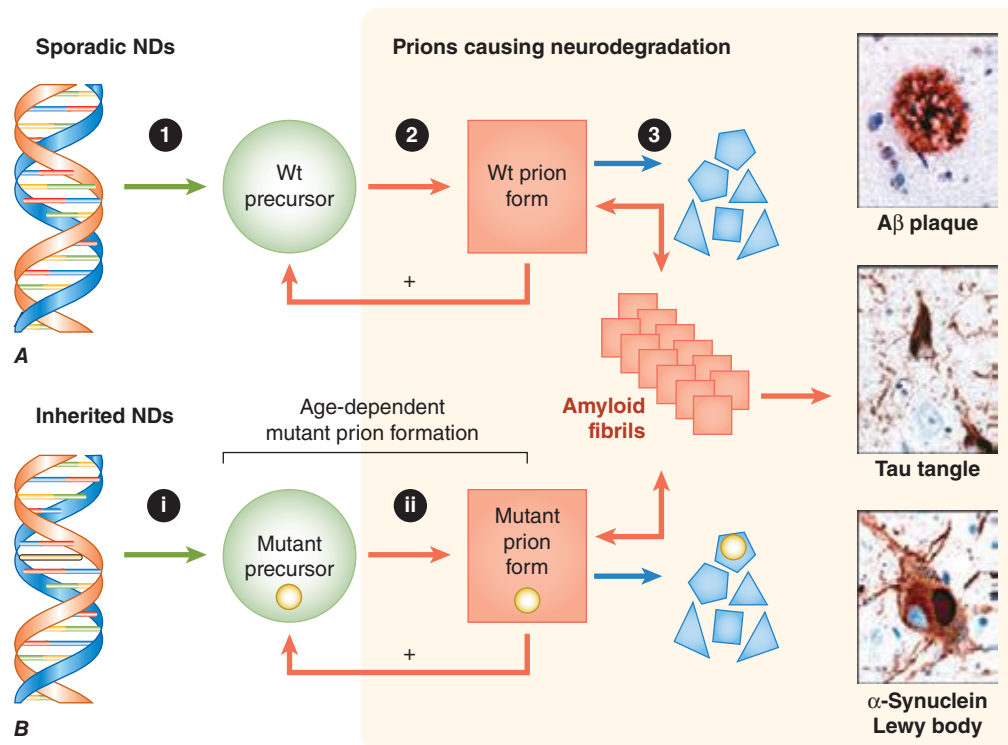 Sporadic NDs
Prions causing neurodegradation
1
2
3
Wt
precursor
Wt prion
form
+
A
Aβ plaque
Inherited NDs
Age-dependent
mutant prion formation
Amyloid
fibrils
Tau tangle
i
ii
Mutant
precursor
Mutant
prion
form
+
B
α-Synuclein
Lewy body